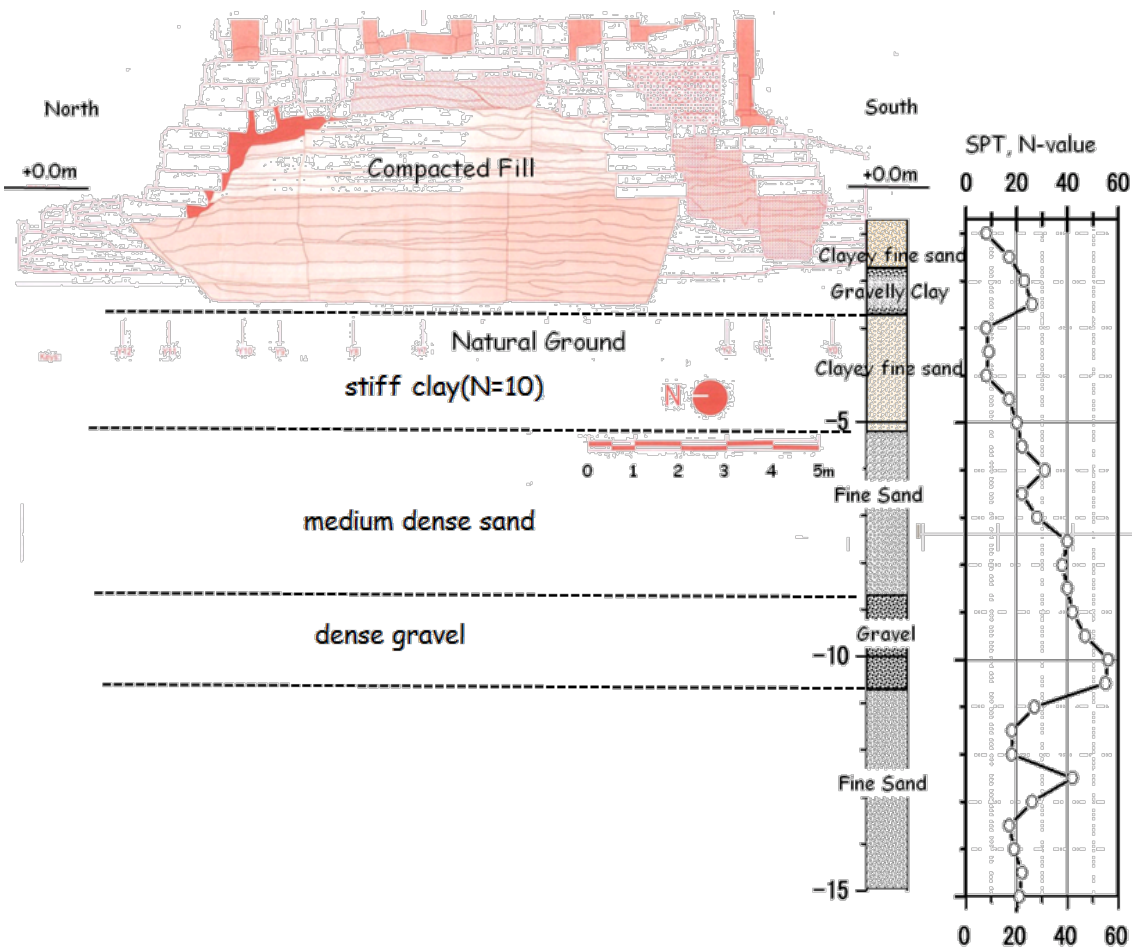 North
South
SPT, N-value
+0.0m
+0.0m
0 20 40 60
Compacted Fill
Clayey fine sand
Gravelly Clay
Natural Ground
stiff clay(N=10)
Clayey fine sand
N
-5
0 1 2 3 4 5m
Fine Sand
medium dense sand
dense gravel
Gravel
-10
Fine Sand
-15
0 20 40 60